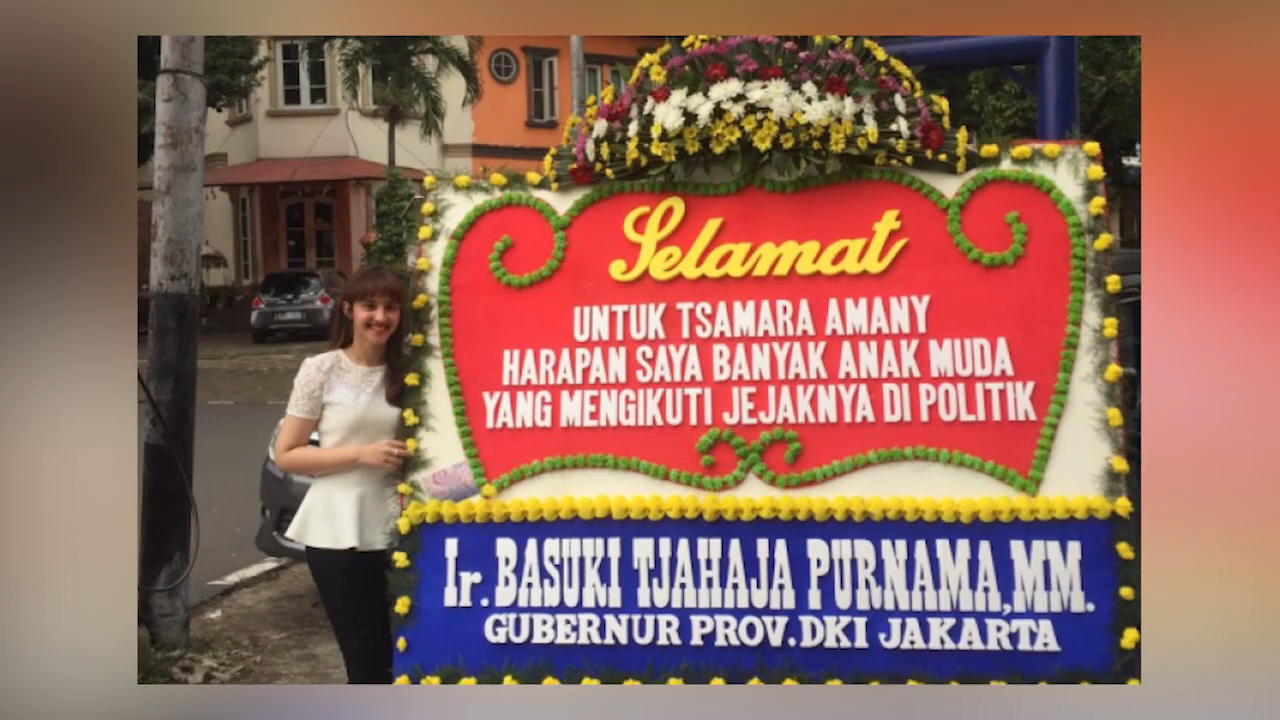 Selamat
UNTUK TSAMARA AMANY
HARAPAN SAYA BANYAK ANAK MUDA
YANG MENGIKUTI JEJAKNYA DI POLITIK
Ir. BASUKI TJAHAJA PURNAMA, MM.
GUBERNUR PROV. DKI JAKARTA